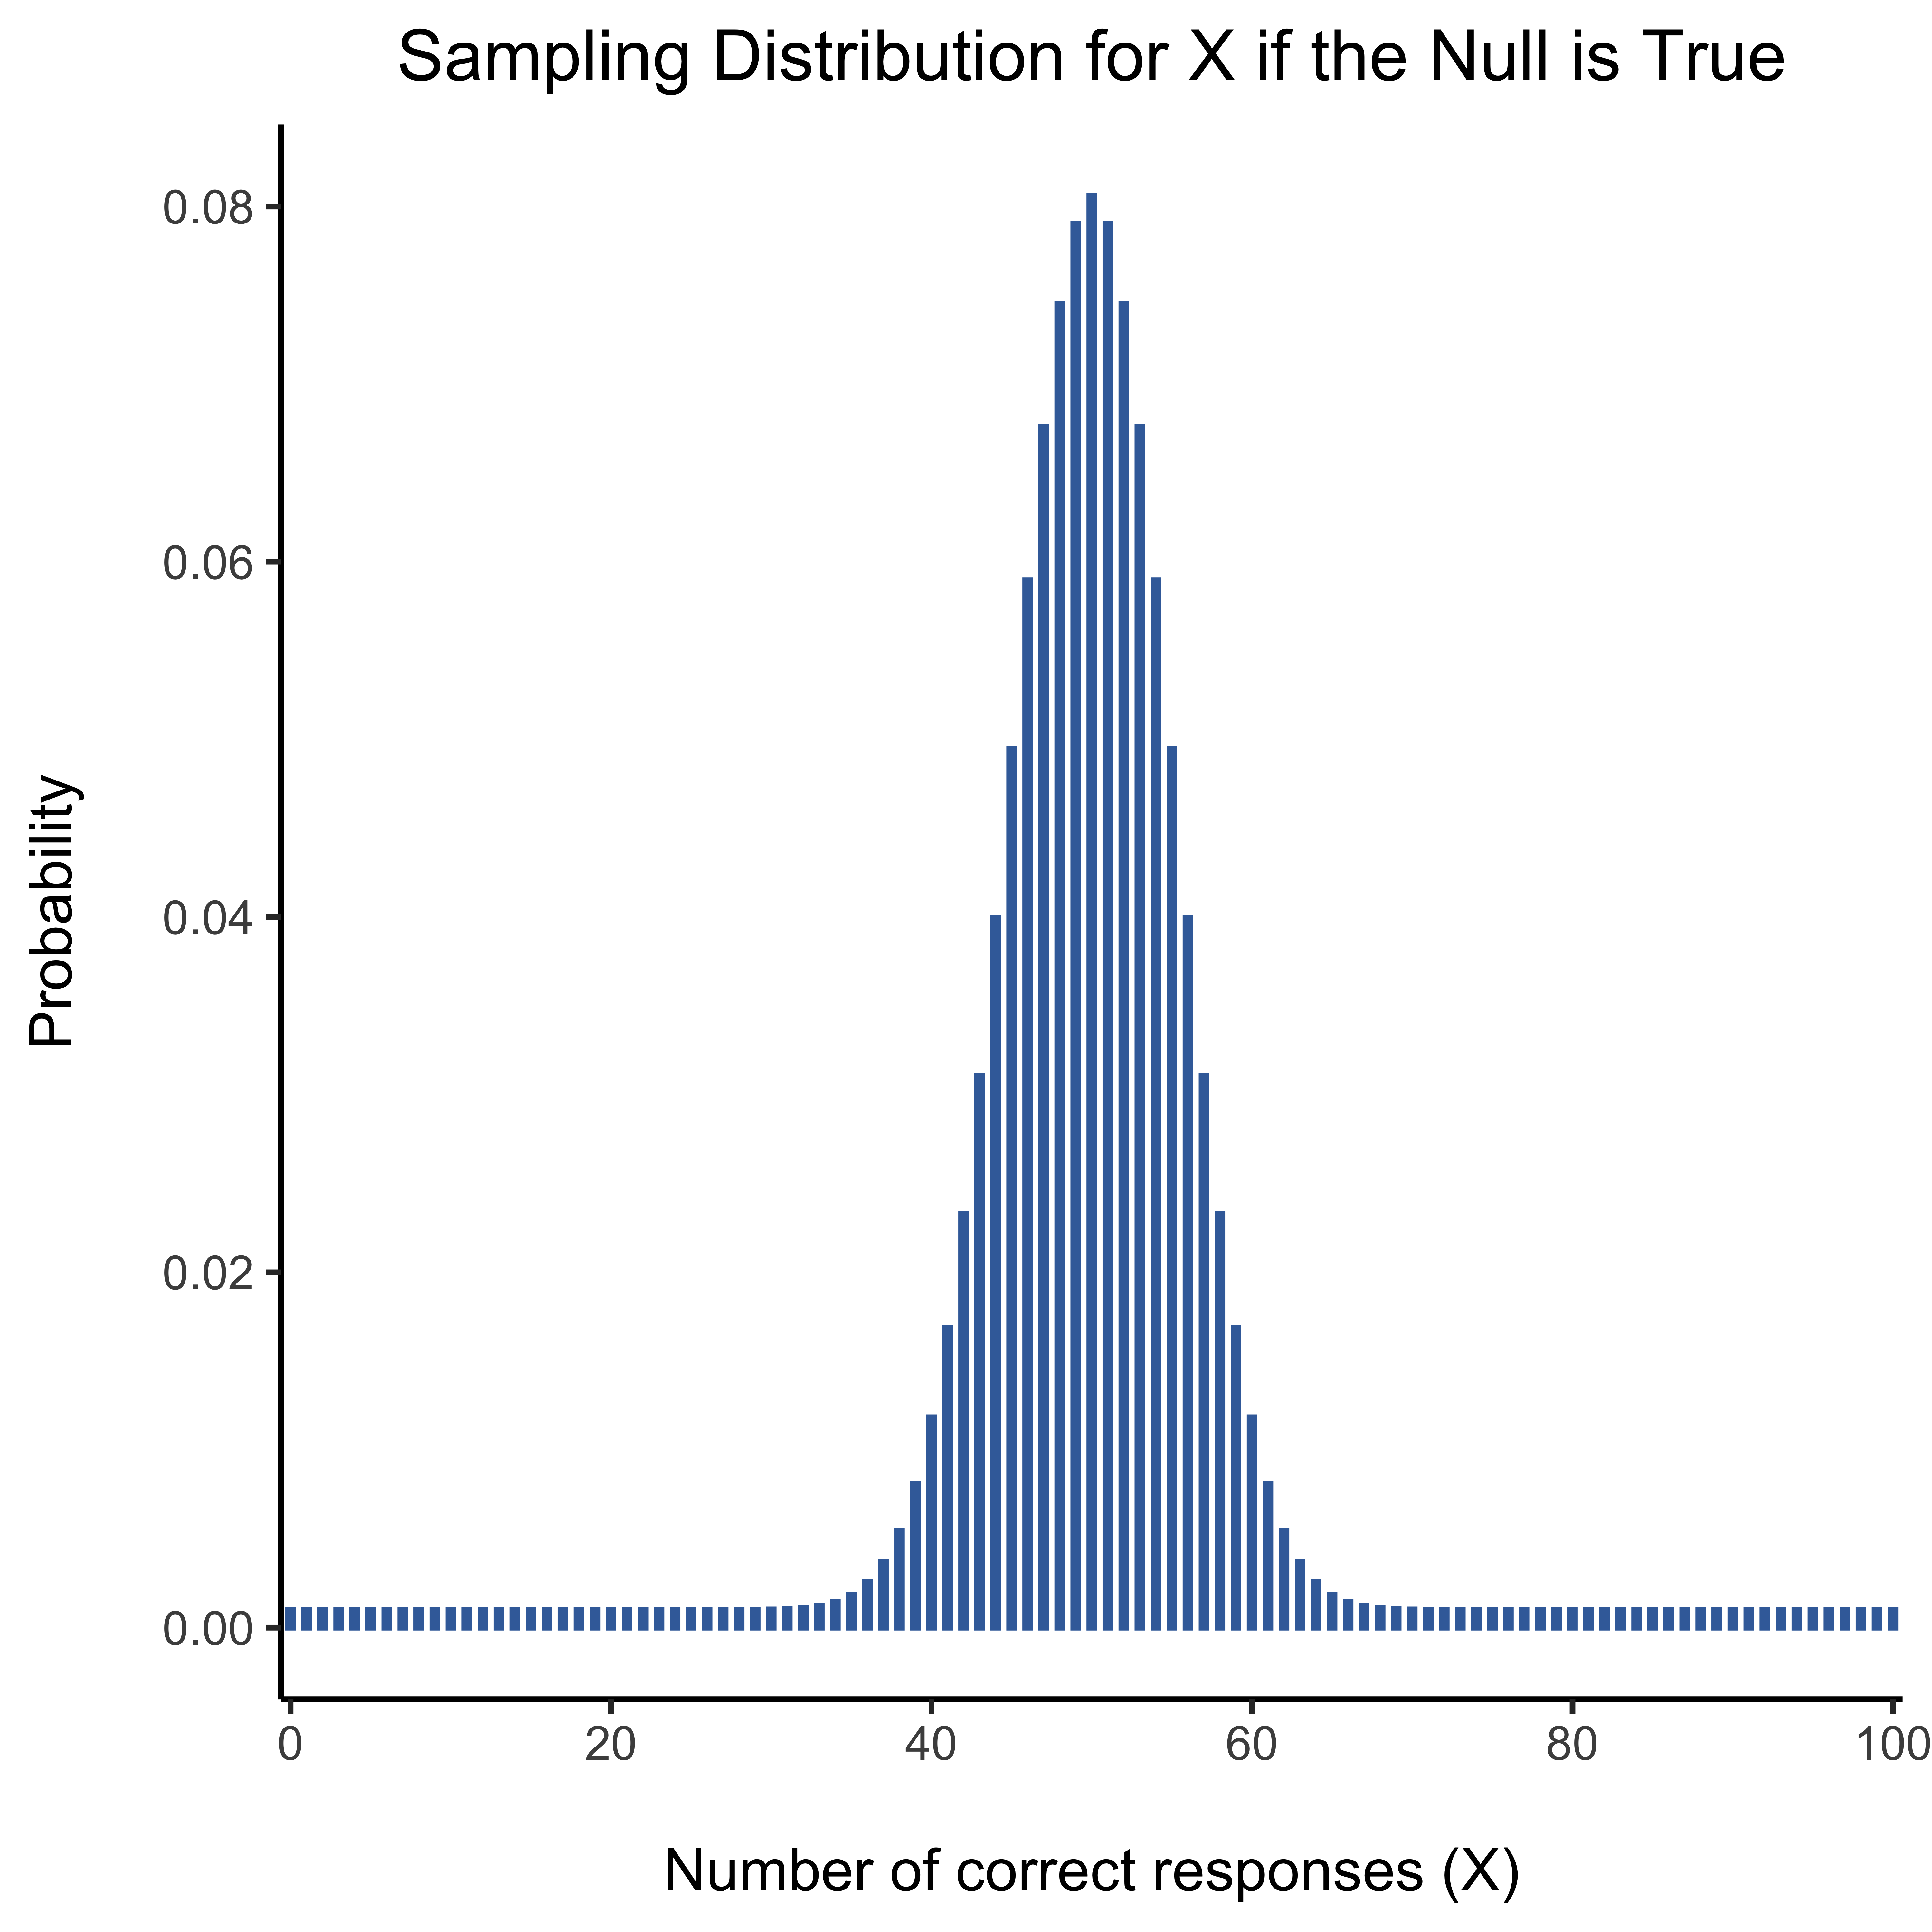 Sampling Distribution for X if the Null is True
Probability
0.08
0.06
0.04
0.02
0.00
0 20 40 60 80 100
Number of correct responses (X)